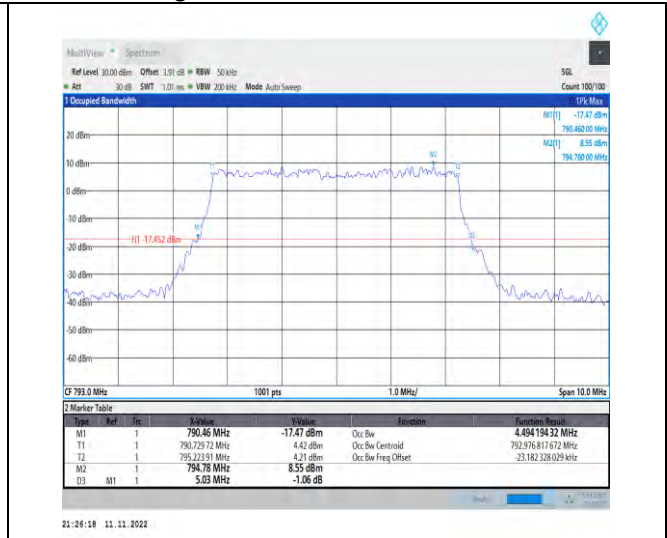 MultiView Spectrum
Ref Level 30.00 dBm Offset 3.91 dB RBW 50 kHz SGL
Att 30 dB SWT 1.01 ms VBW 200 kHz Mode Auto Sweep Count 100/100
1 Occupied Bandwidth 1Pk Max
M1[1] -17.47 dBm
790.460 00 MHz
M2[1] 8.55 dBm
794.780 00 MHz
20 dBm
10 dBm
M2
T1 T2
0 dBm
-10 dBm
M1
D3
H1 -17.452 dBm
-20 dBm
-30 dBm
-40 dBm
-50 dBm
-60 dBm
CF 793.0 MHz 1001 pts 1.0 MHz/ Span 10.0 MHz
2 Marker Table
Type Ref Trc X-Value Y-Value Function Function Result
M1 1 790.46 MHz -17.47 dBm Occ Bw 4.494 194 32 MHz
T1 1 790.729 72 MHz 4.42 dBm Occ Bw Centroid 792.976 817 672 MHz
T2 1 795.223 91 MHz 4.21 dBm Occ Bw Freq Offset -23.182 328 029 kHz
M2 1 794.78 MHz 8.55 dBm
D3 M1 1 5.03 MHz -1.06 dB
21:26:18 11.11.2022